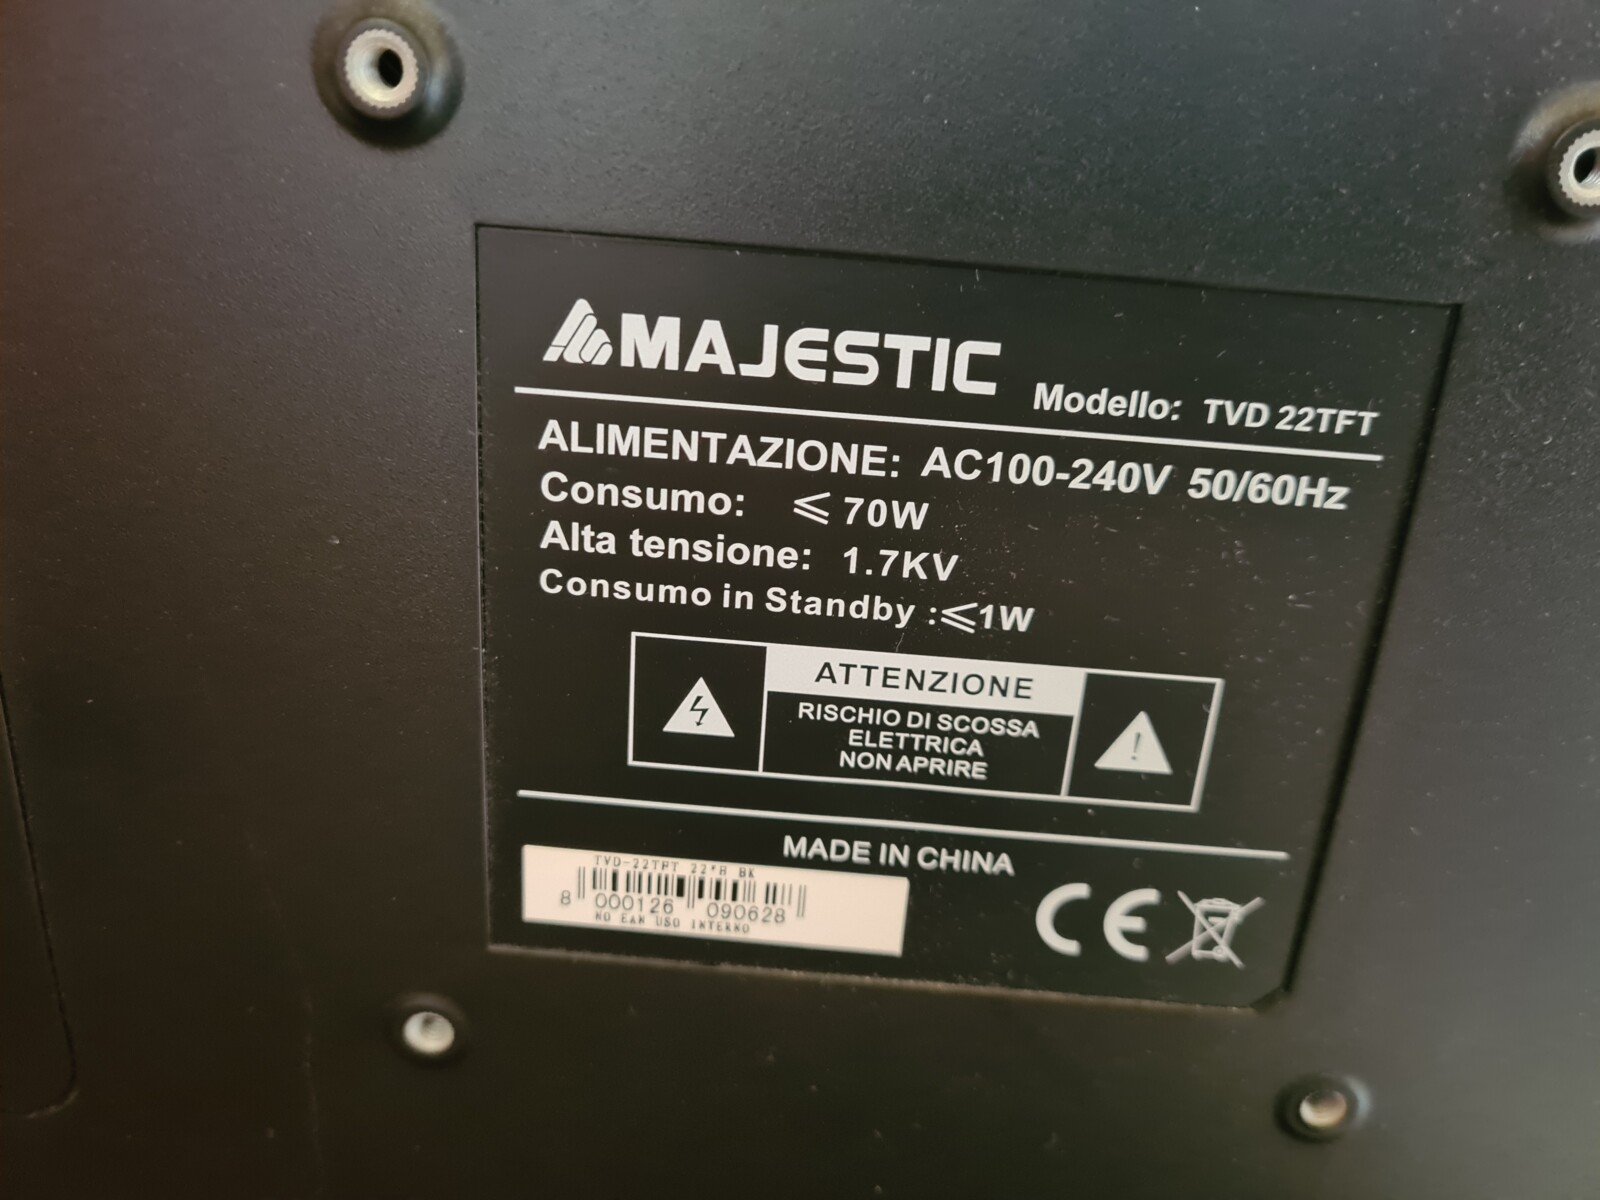 MAJESTIC Modello: TVD 22TFT
ALIMENTAZIONE: AC100-240V 50/60Hz
Consumo: ≤ 70W
Alta tensione: 1.7KV
Consumo in Standby :≤1W
ATTENZIONE
RISCHIO DI SCOSSA
ELETTRICA
NON APRIRE
!
MADE IN CHINA
TVD-22TFT 22"H BK
8 000126 090628
NO EAN USO INTERNO
CE